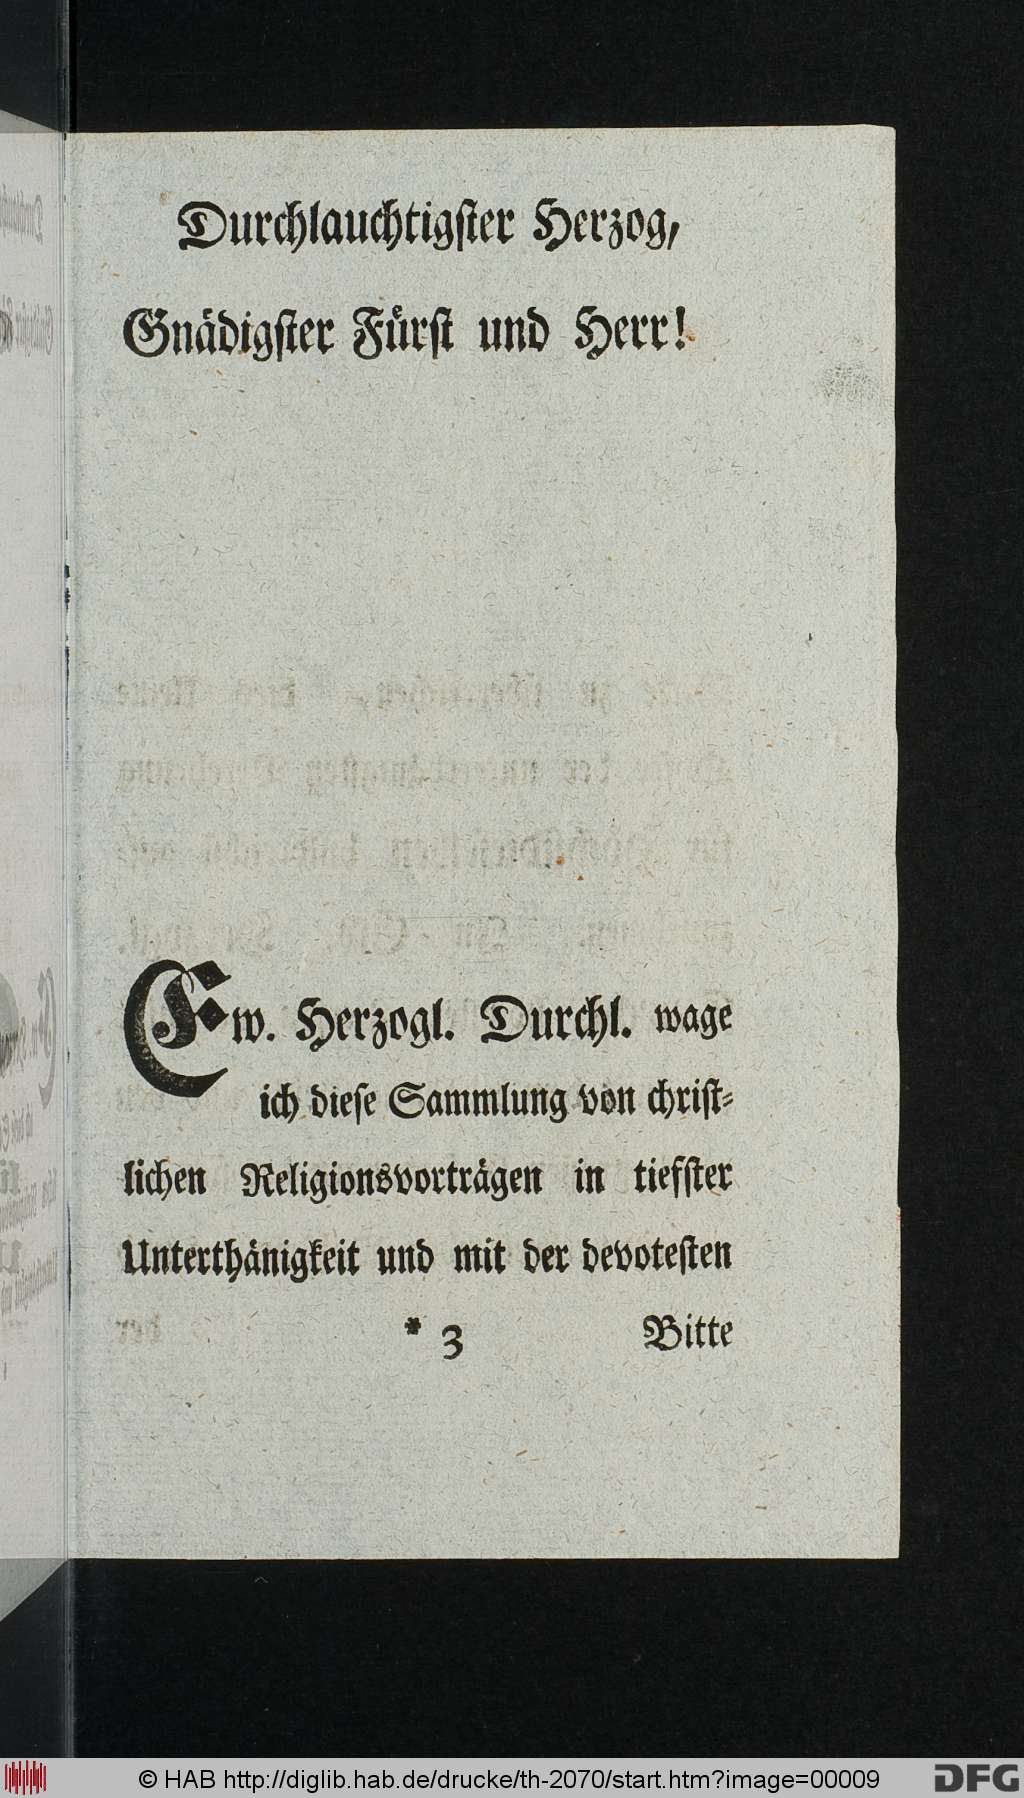 Durchlauchtigster Herzog,
Gnädigster Fürst und Herr!
Ew. Herzogl. Durchl. wage
ich diese Sammlung von christ⸗
lichen Religionsvorträgen in tiefster
Unterthänigkeit und mit der devotesten
* 3 Bitte
© HAB http://diglib.hab.de/drucke/th-2070/start.htm?image=00009
DFG